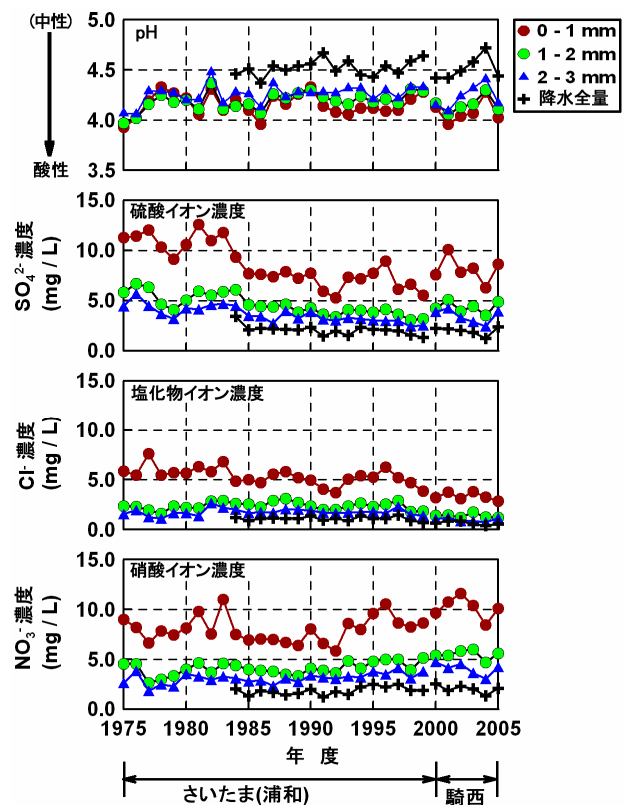 (中性)
酸性
pH
5.0
4.5
4.0
3.5
0 - 1 mm
1 - 2 mm
2 - 3 mm
降水全量
硫酸イオン濃度
SO₄²⁻濃度
(mg / L)
15.0
10.0
5.0
0.0
塩化物イオン濃度
Cl⁻濃度
(mg / L)
15.0
10.0
5.0
0.0
硝酸イオン濃度
NO₃⁻濃度
(mg / L)
15.0
10.0
5.0
0.0
1975 1980 1985 1990 1995 2000 2005
年 度
さいたま(浦和) 騎西